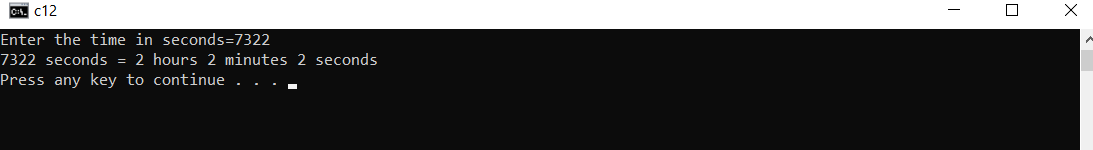 c12
Enter the time in seconds=7322
7322 seconds = 2 hours 2 minutes 2 seconds
Press any key to continue . . .